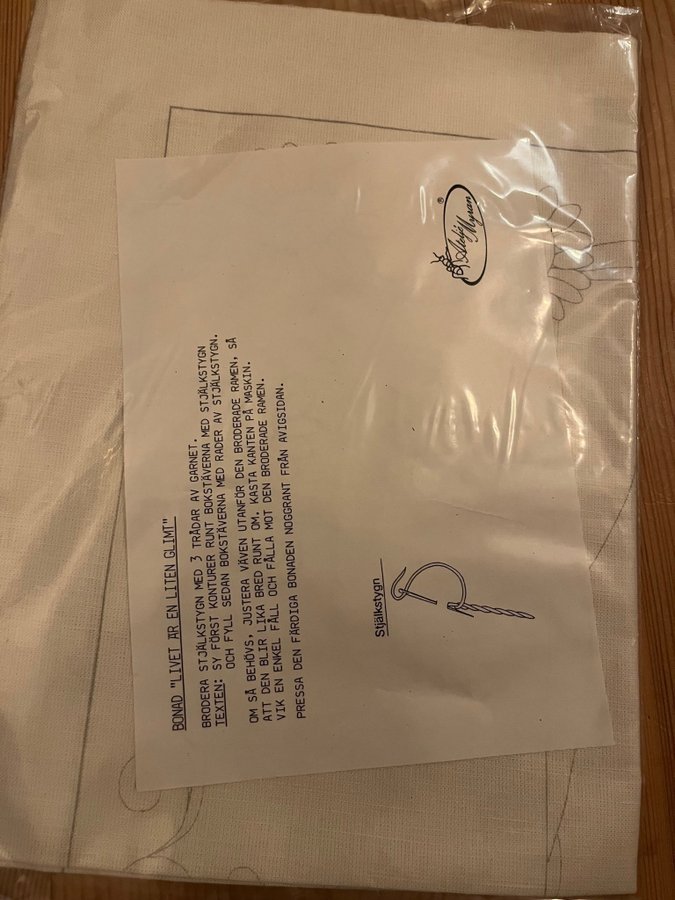 BONAD "LIVET ÄR EN LITEN GLIMT"
BRODERA STJÄLKSTYGN MED 3 TRÅDAR AV GARNET.
TEXTEN: SY FÖRST KONTURER RUNT BOKSTÄVERNA MED STJÄLKSTYGN
OCH FYLL SEDAN BOKSTÄVERNA MED RADER AV STJÄLKSTYGN.
OM SÅ BEHÖVS, JUSTERA VÄVEN UTANFÖR DEN BRODERADE RAMEN, SÅ
ATT DEN BLIR LIKA BRED RUNT OM. KASTA KANTEN PÅ MASKIN.
VIK EN ENKEL FÅLL OCH FÅLLA MOT DEN BRODERADE RAMEN.
PRESSA DEN FÄRDIGA BONADEN NOGGRANT FRÅN AVIGSIDAN.
Stjälkstygn
Ateljé
Myran
®